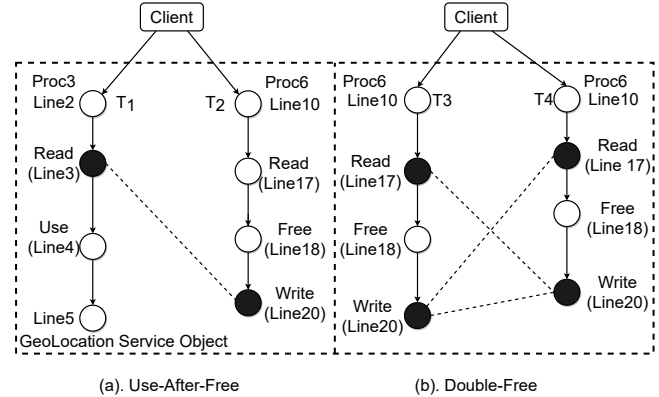 Client
Client
Proc3
Line2
T1
T2
Proc6
Line10
Read
(Line3)
Read
(Line17)
Use
(Line4)
Free
(Line18)
Write
(Line20)
Line5
GeoLocation Service Object
Proc6
Line10
T3
T4
Proc6
Line10
Read
(Line17)
Read
(Line 17)
Free
(Line18)
Free
(Line18)
Write
(Line20)
Write
(Line20)
(a). Use-After-Free
(b). Double-Free